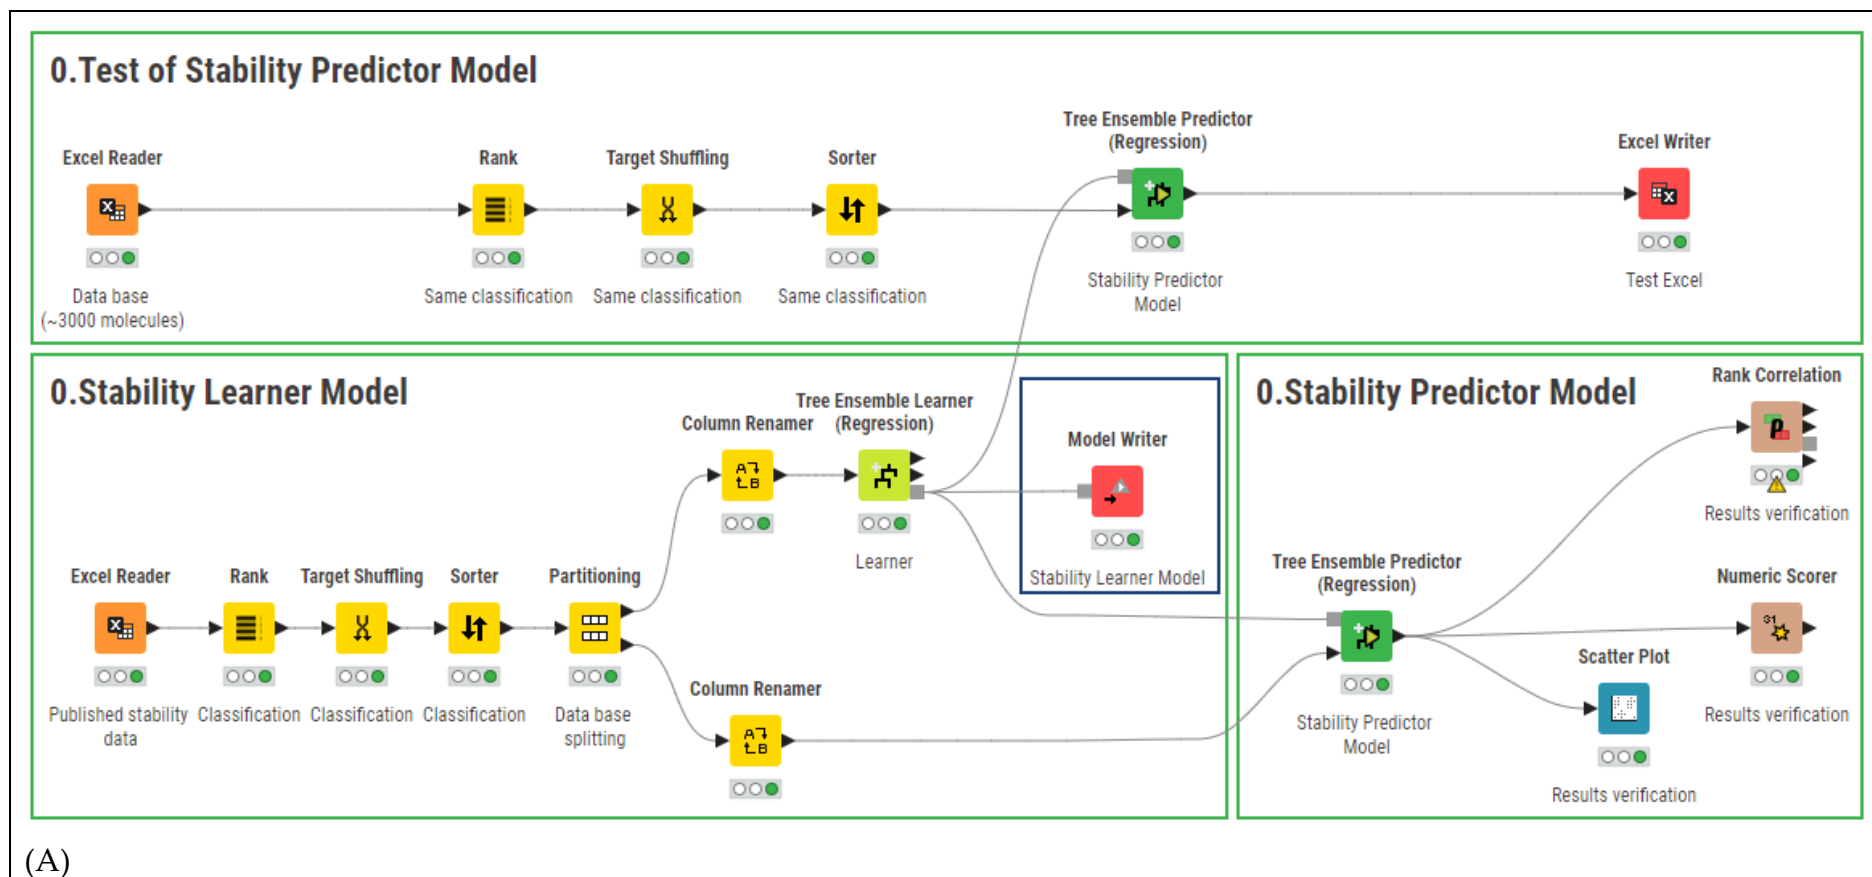 0.Test of Stability Predictor Model
Tree Ensemble Predictor
(Regression)
Excel Reader
Rank
Target Shuffling
Sorter
Excel Writer
Data base
(~3000 molecules)
Same classification
Same classification
Same classification
Stability Predictor
Model
Test Excel
0.Stability Learner Model
Tree Ensemble Learner
(Regression)
Column Renamer
Model Writer
A
B
Learner
Stability Learner Model
Excel Reader
Rank
Target Shuffling
Sorter
Partitioning
Published stability
data
Classification
Classification
Classification
Data base
splitting
Column Renamer
A
B
0.Stability Predictor Model
Rank Correlation
ρ
Results verification
Tree Ensemble Predictor
(Regression)
Numeric Scorer
31
Scatter Plot
Stability Predictor
Model
Results verification
Results verification
(A)